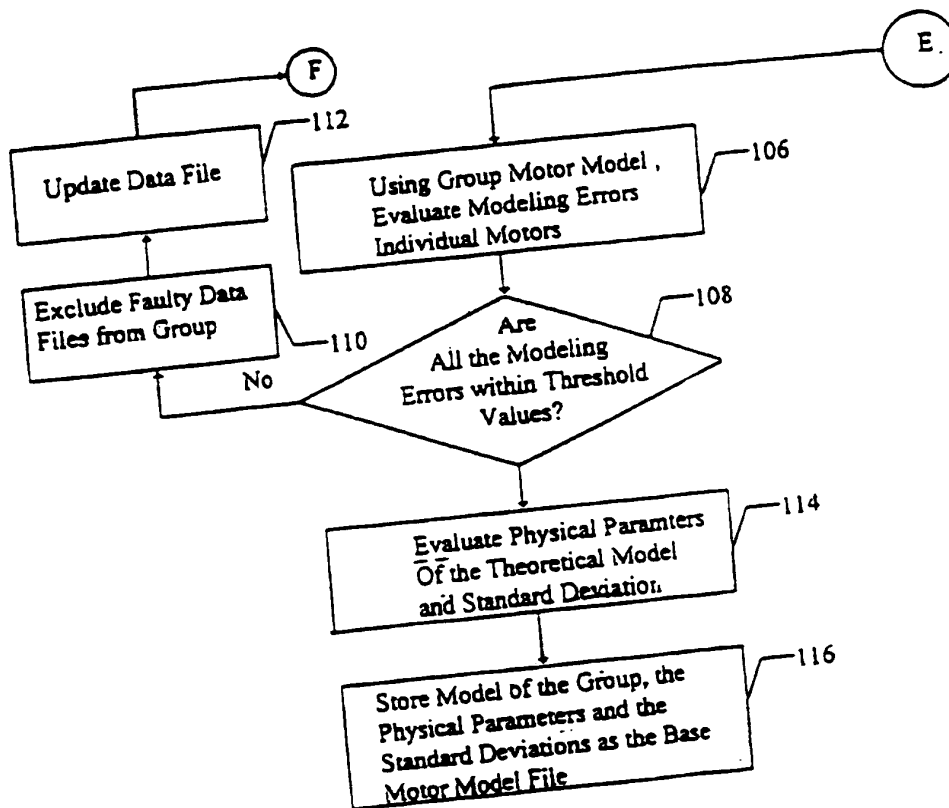 E.
F
112
Update Data File
106
Using Group Motor Model,
Evaluate Modeling Errors
Individual Motors
Exclude Faulty Data
Files from Group
110
108
Are
All the Modeling
Errors within Threshold
Values?
No
114
Evaluate Physical Paramters
Of the Theoretical Model
and Standard Deviation
116
Store Model of the Group, the
Physical Parameters and the
Standard Deviations as the Base
Motor Model File